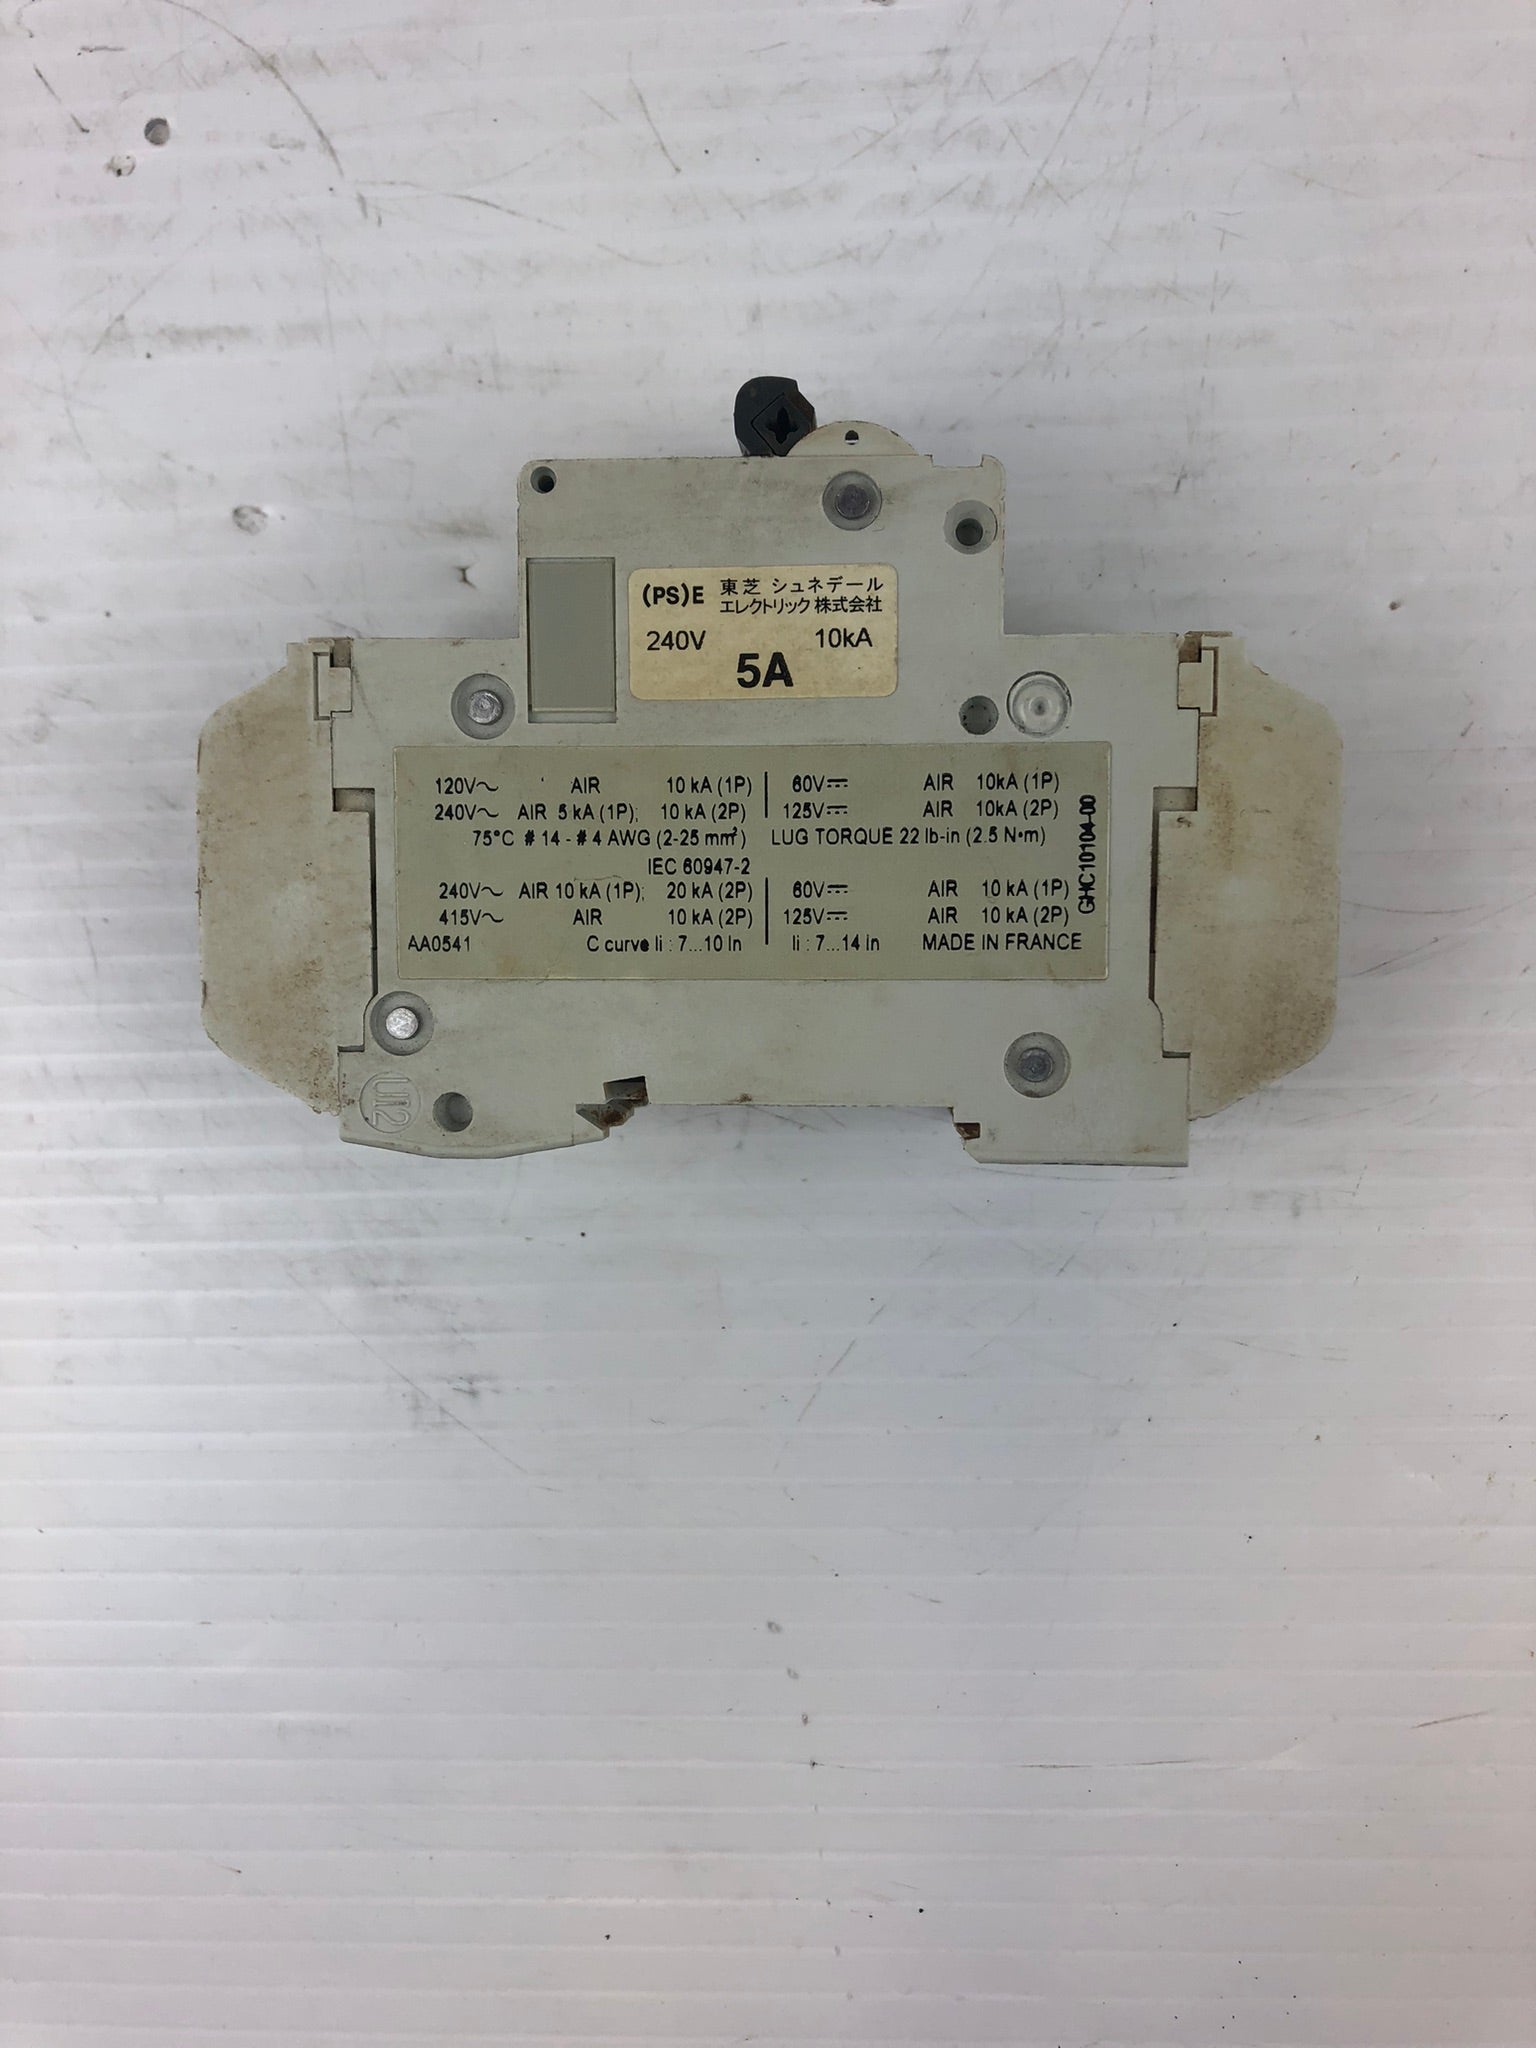 (PS)E 東芝 シュネデール
エレクトリック 株式会社
240V 10kA
5A
120V～ AIR 10 kA (1P) 60V⎓ AIR 10kA (1P)
240V～ AIR 5 kA (1P); 10 kA (2P) 125V⎓ AIR 10kA (2P)
75°C # 14 - # 4 AWG (2-25 mm²) LUG TORQUE 22 lb-in (2.5 N•m)
IEC 60947-2
240V～ AIR 10 kA (1P); 20 kA (2P) 60V⎓ AIR 10 kA (1P)
415V～ AIR 10 kA (2P) 125V⎓ AIR 10 kA (2P)
AA0541 C curve Ii : 7...10 In Ii : 7...14 In MADE IN FRANCE
GHC10104-00
U12